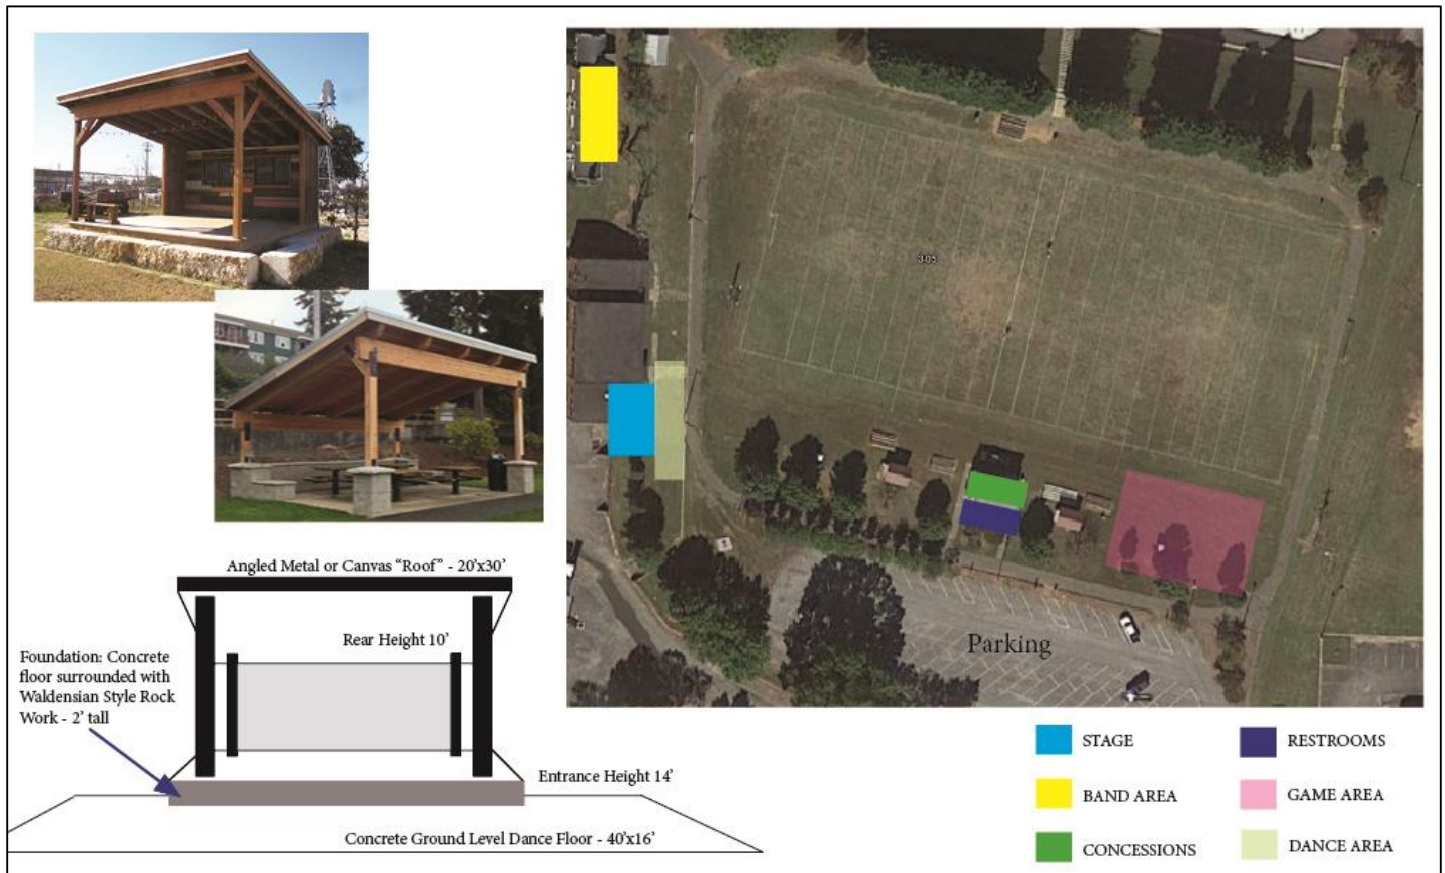 Angled Metal or Canvas “Roof” - 20’x30’
Rear Height 10’
Foundation: Concrete
floor surrounded with
Waldensian Style Rock
Work - 2’ tall
Entrance Height 14’
Concrete Ground Level Dance Floor - 40’x16’
Parking
STAGE
BAND AREA
CONCESSIONS
RESTROOMS
GAME AREA
DANCE AREA